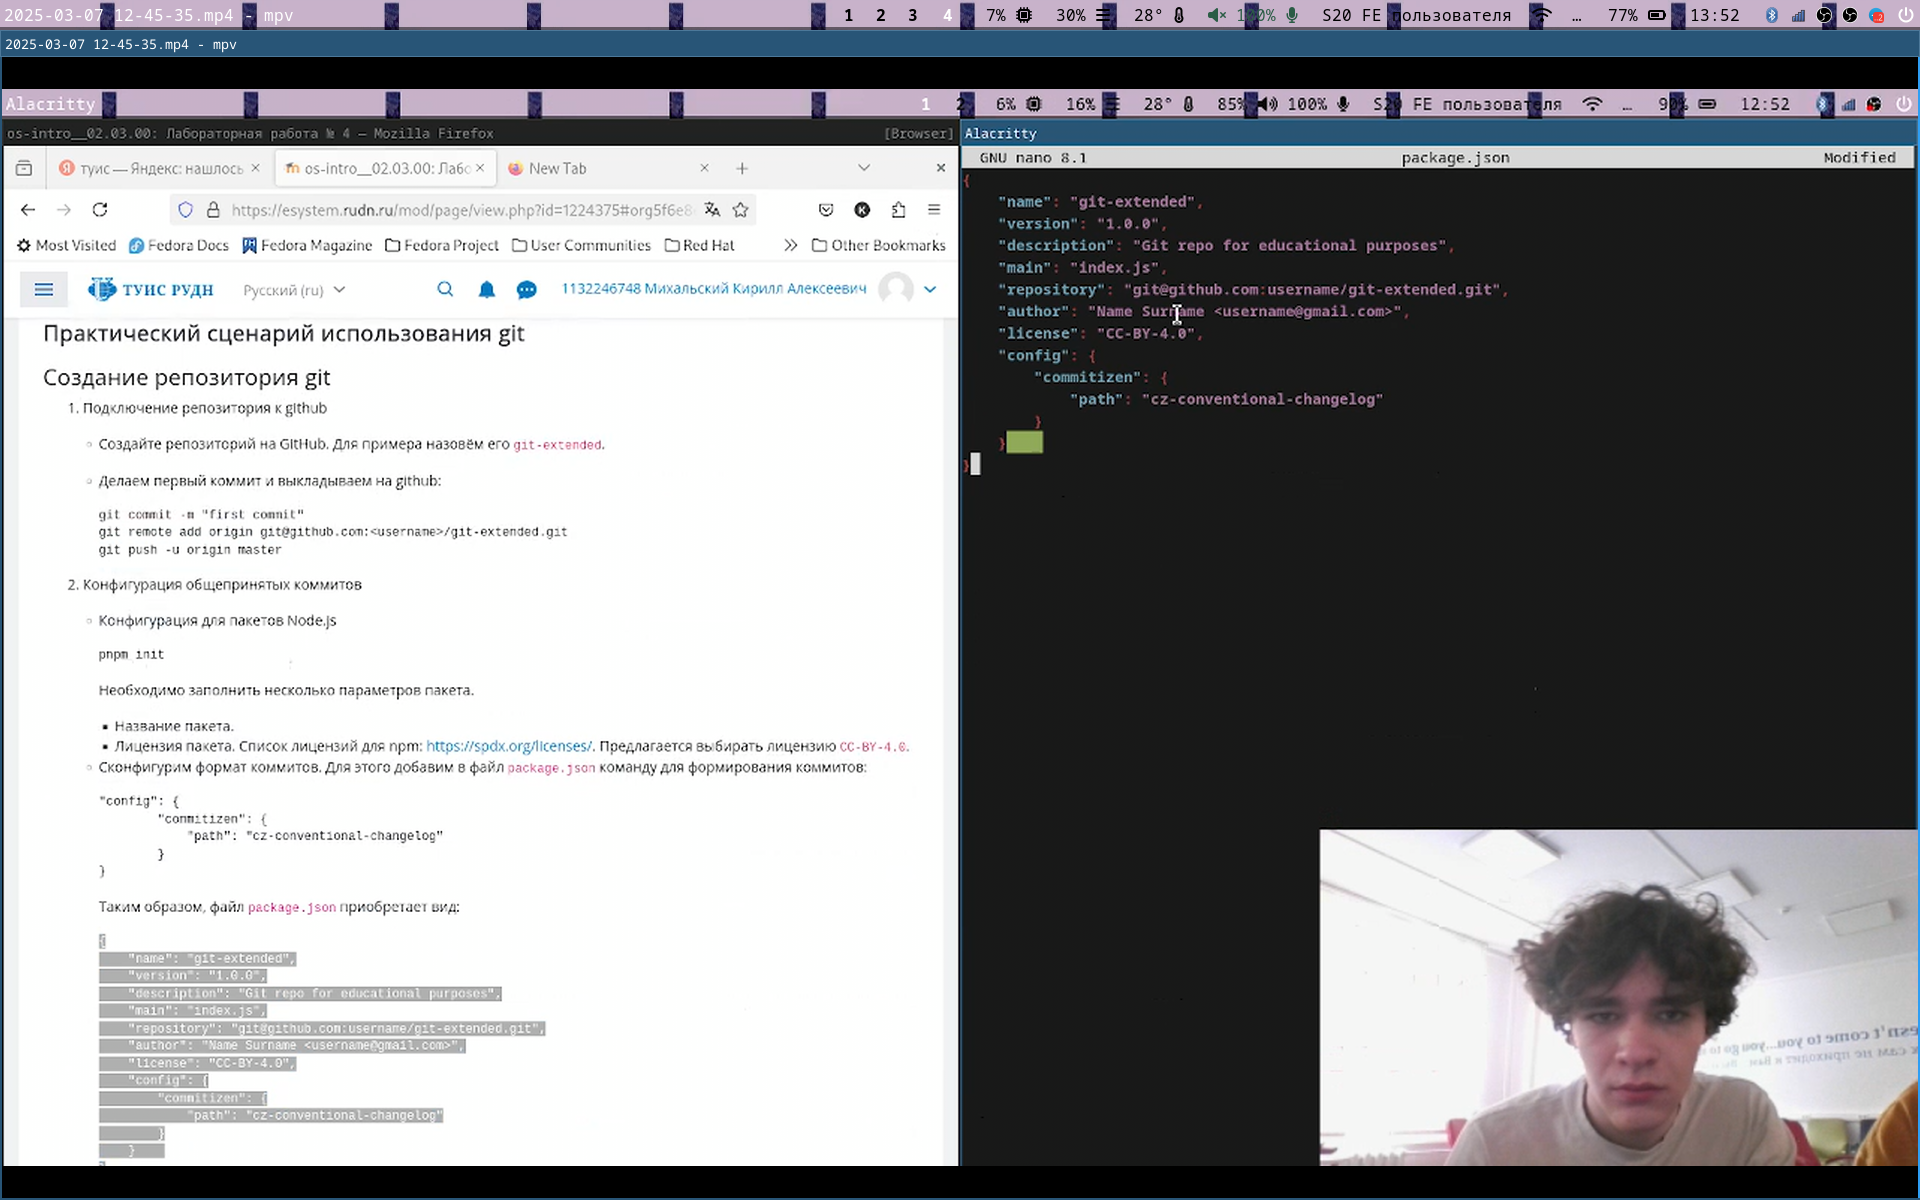 2025-03-07 12-45-35.mp4 - mpv
1 2 3 4 7% 30% 28° S20 FE пользователя … 77% 13:52
2025-03-07 12-45-35.mp4 - mpv
Alacritty
1 2 6% 16% 28° 85% 100% S20 FE пользователя … 12:52
os-intro__02.03.00: Лабораторная работа № 4 — Mozilla Firefox [Browser]
туис — Яндекс: нашлось
os-intro__02.03.00: Лабо
New Tab
https://esystem.rudn.ru/mod/page/view.php?id=1224375#org5f6e8
Most Visited Fedora Docs Fedora Magazine Fedora Project User Communities Red Hat Other Bookmarks
ТУИС РУДН Русский (ru) 1132246748 Михальский Кирилл Алексеевич
Практический сценарий использования git
Создание репозитория git
1. Подключение репозитория к github
Создайте репозиторий на GitHub. Для примера назовём его git-extended.
Делаем первый коммит и выкладываем на github:
git commit -m "first commit"
git remote add origin git@github.com:<username>/git-extended.git
git push -u origin master
2. Конфигурация общепринятых коммитов
Конфигурация для пакетов Node.js
pnpm init
Необходимо заполнить несколько параметров пакета.
Название пакета.
Лицензия пакета. Список лицензий для npm: https://spdx.org/licenses/. Предлагается выбирать лицензию CC-BY-4.0.
Сконфигурим формат коммитов. Для этого добавим в файл package.json команду для формирования коммитов:
"config": {
"commitizen": {
"path": "cz-conventional-changelog"
}
}
Таким образом, файл package.json приобретает вид:
{
"name": "git-extended",
"version": "1.0.0",
"description": "Git repo for educational purposes",
"main": "index.js",
"repository": "git@github.com:username/git-extended.git",
"author": "Name Surname <username@gmail.com>",
"license": "CC-BY-4.0",
"config": {
"commitizen": {
"path": "cz-conventional-changelog"
}
}
Alacritty
GNU nano 8.1 package.json Modified
{
"name": "git-extended",
"version": "1.0.0",
"description": "Git repo for educational purposes",
"main": "index.js",
"repository": "git@github.com:username/git-extended.git",
"author": "Name Surname <username@gmail.com>",
"license": "CC-BY-4.0",
"config": {
"commitizen": {
"path": "cz-conventional-changelog"
}
}
}